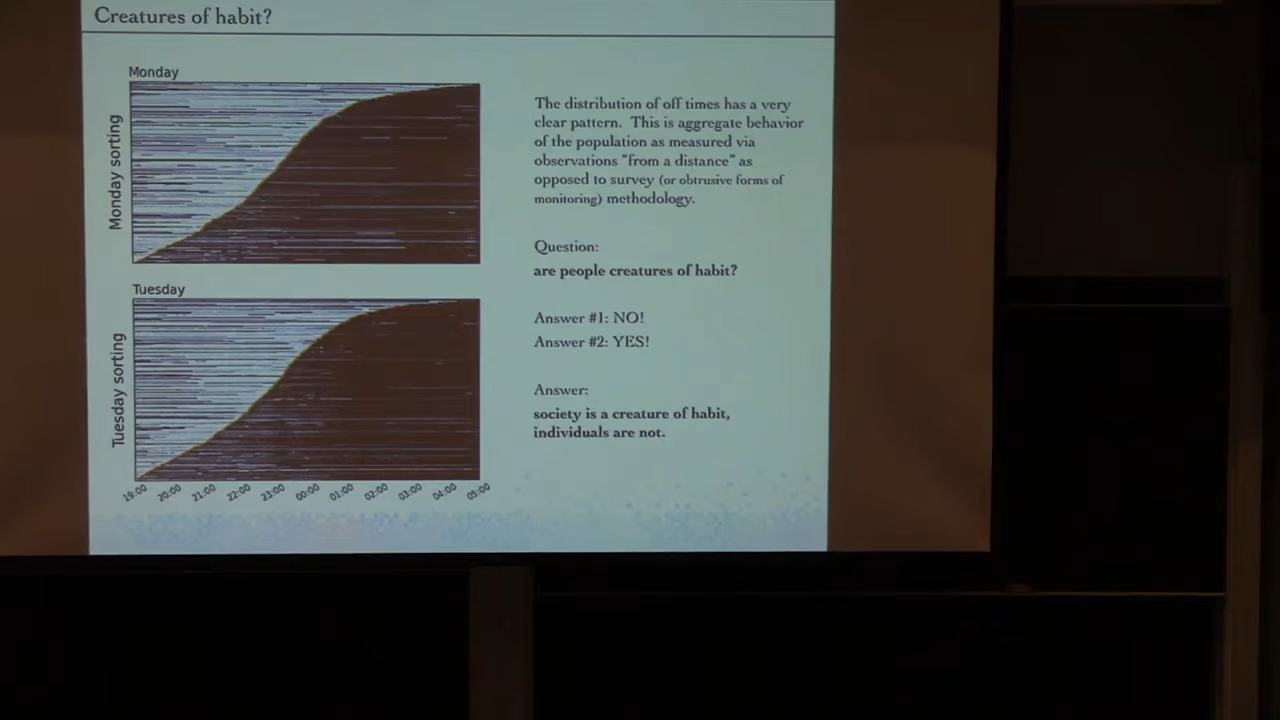 Creatures of habit?
Monday
Monday sorting
Tuesday
Tuesday sorting
19:00 20:00 21:00 22:00 23:00 00:00 01:00 02:00 03:00 04:00 05:00
The distribution of off times has a very
clear pattern. This is aggregate behavior
of the population as measured via
observations "from a distance" as
opposed to survey (or obtrusive forms of
monitoring) methodology.
Question:
are people creatures of habit?
Answer #1: NO!
Answer #2: YES!
Answer:
society is a creature of habit,
individuals are not.